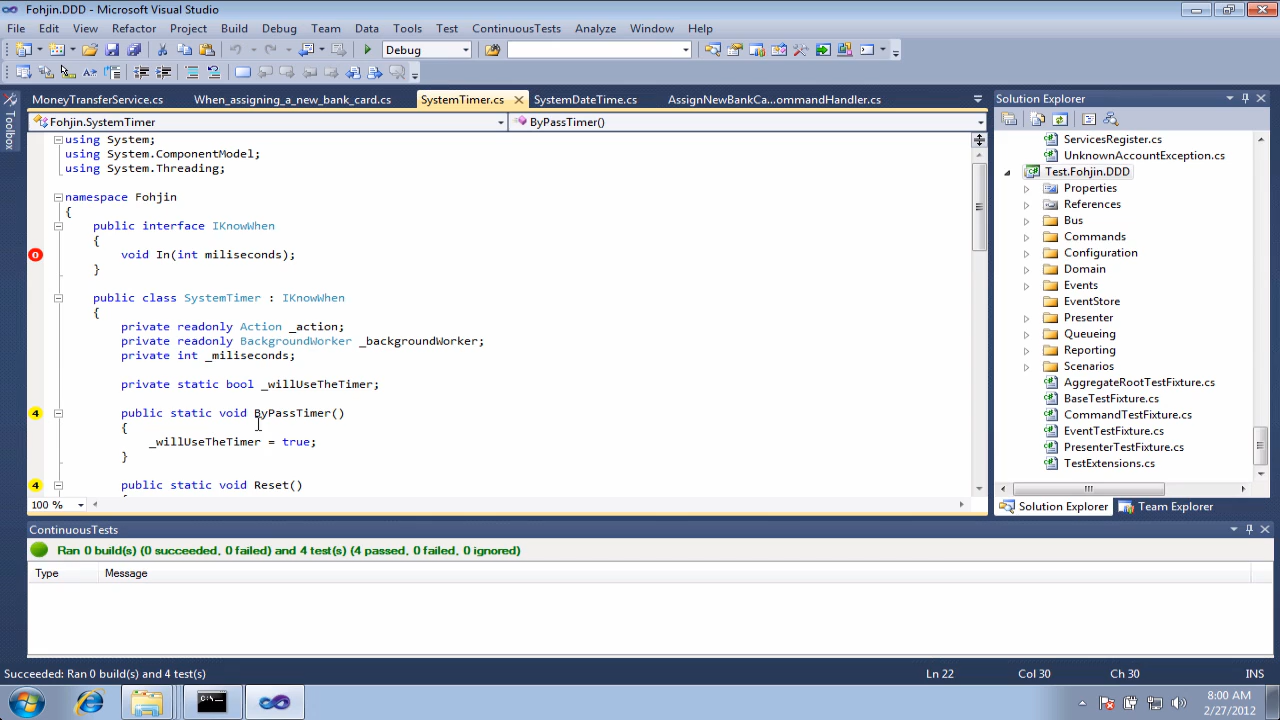 Fohjin.DDD - Microsoft Visual Studio
File Edit View Refactor Project Build Debug Team Data Tools Test ContinuousTests Analyze Window Help
Debug
MoneyTransferService.cs When_assigning_a_new_bank_card.cs SystemTimer.cs SystemDateTime.cs AssignNewBankCa...ommandHandler.cs
Toolbox
Fohjin.SystemTimer ByPassTimer()
using System;
using System.ComponentModel;
using System.Threading;
namespace Fohjin
{
public interface IKnowWhen
{
0 void In(int miliseconds);
}
public class SystemTimer : IKnowWhen
{
private readonly Action _action;
private readonly BackgroundWorker _backgroundWorker;
private int _miliseconds;
private static bool _willUseTheTimer;
4 public static void ByPassTimer()
{
_willUseTheTimer = true;
}
4 public static void Reset()
100 %
Solution Explorer
ServicesRegister.cs
UnknownAccountException.cs
Test.Fohjin.DDD
Properties
References
Bus
Commands
Configuration
Domain
Events
EventStore
Presenter
Queueing
Reporting
Scenarios
AggregateRootTestFixture.cs
BaseTestFixture.cs
CommandTestFixture.cs
EventTestFixture.cs
PresenterTestFixture.cs
TestExtensions.cs
Solution Explorer Team Explorer
ContinuousTests
Ran 0 build(s) (0 succeeded, 0 failed) and 4 test(s) (4 passed, 0 failed, 0 ignored)
Type Message
Succeeded: Ran 0 build(s) and 4 test(s) Ln 22 Col 30 Ch 30 INS
8:00 AM
2/27/2012